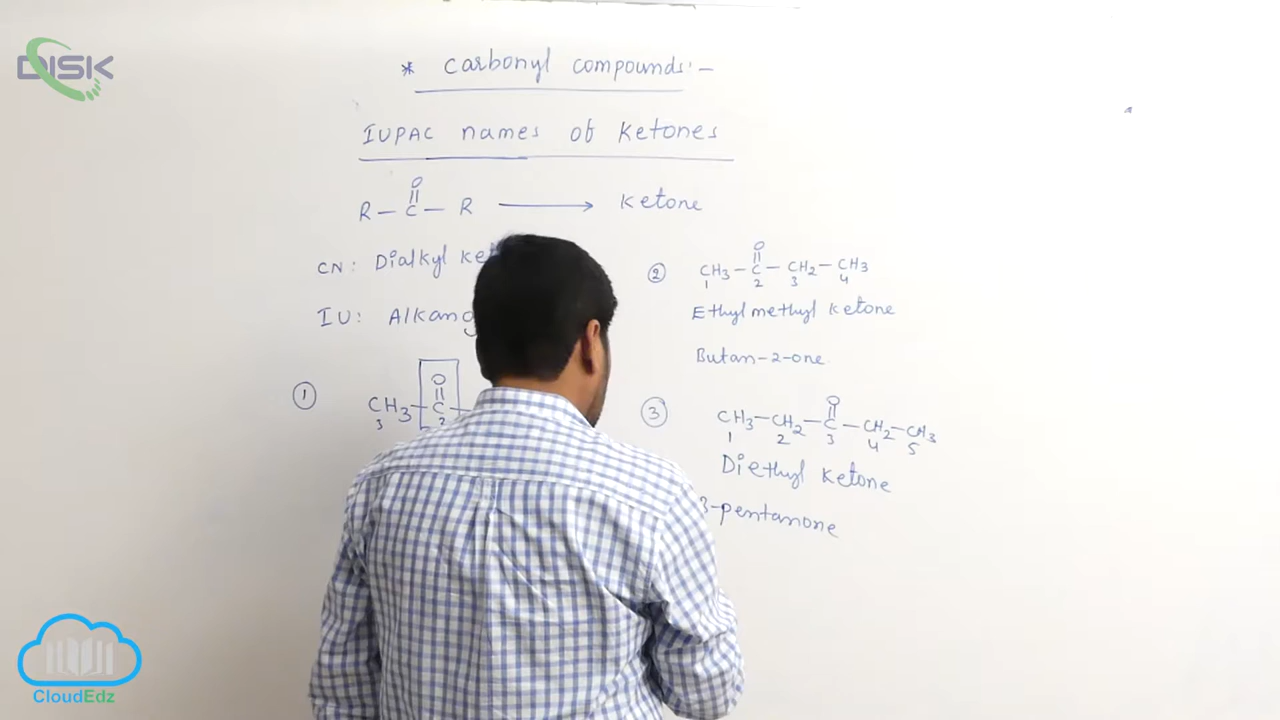 DISK
* Carbonyl compounds:-
IUPAC names of Ketones
O
R - C - R → Ketone
CN: Dialkyl
IU:
① CH3 - C -
O
3 2
② CH3 - C - CH2 - CH3
O
1 2 3 4
Ethylmethyl Ketone
Butan-2-one
③ CH3 - CH2 - C - CH2 - CH3
O
1 2 3 4 5
Diethyl Ketone
3-pentanone
CloudEdz